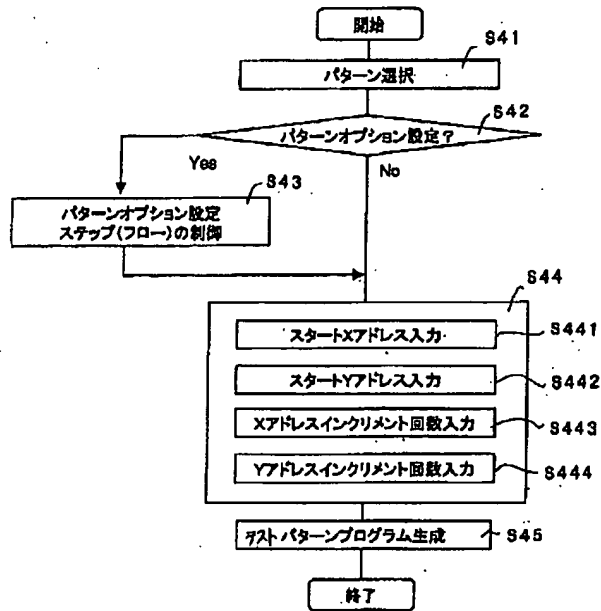 開始
S41
パターン選択
S42
パターンオプション設定?
Yes
No
S43
パターンオプション設定
ステップ(フロー)の制御
S44
スタートXアドレス入力
S441
スタートYアドレス入力
S442
Xアドレスインクリメント回数入力
S443
Yアドレスインクリメント回数入力
S444
テストパターンプログラム生成
S45
終了